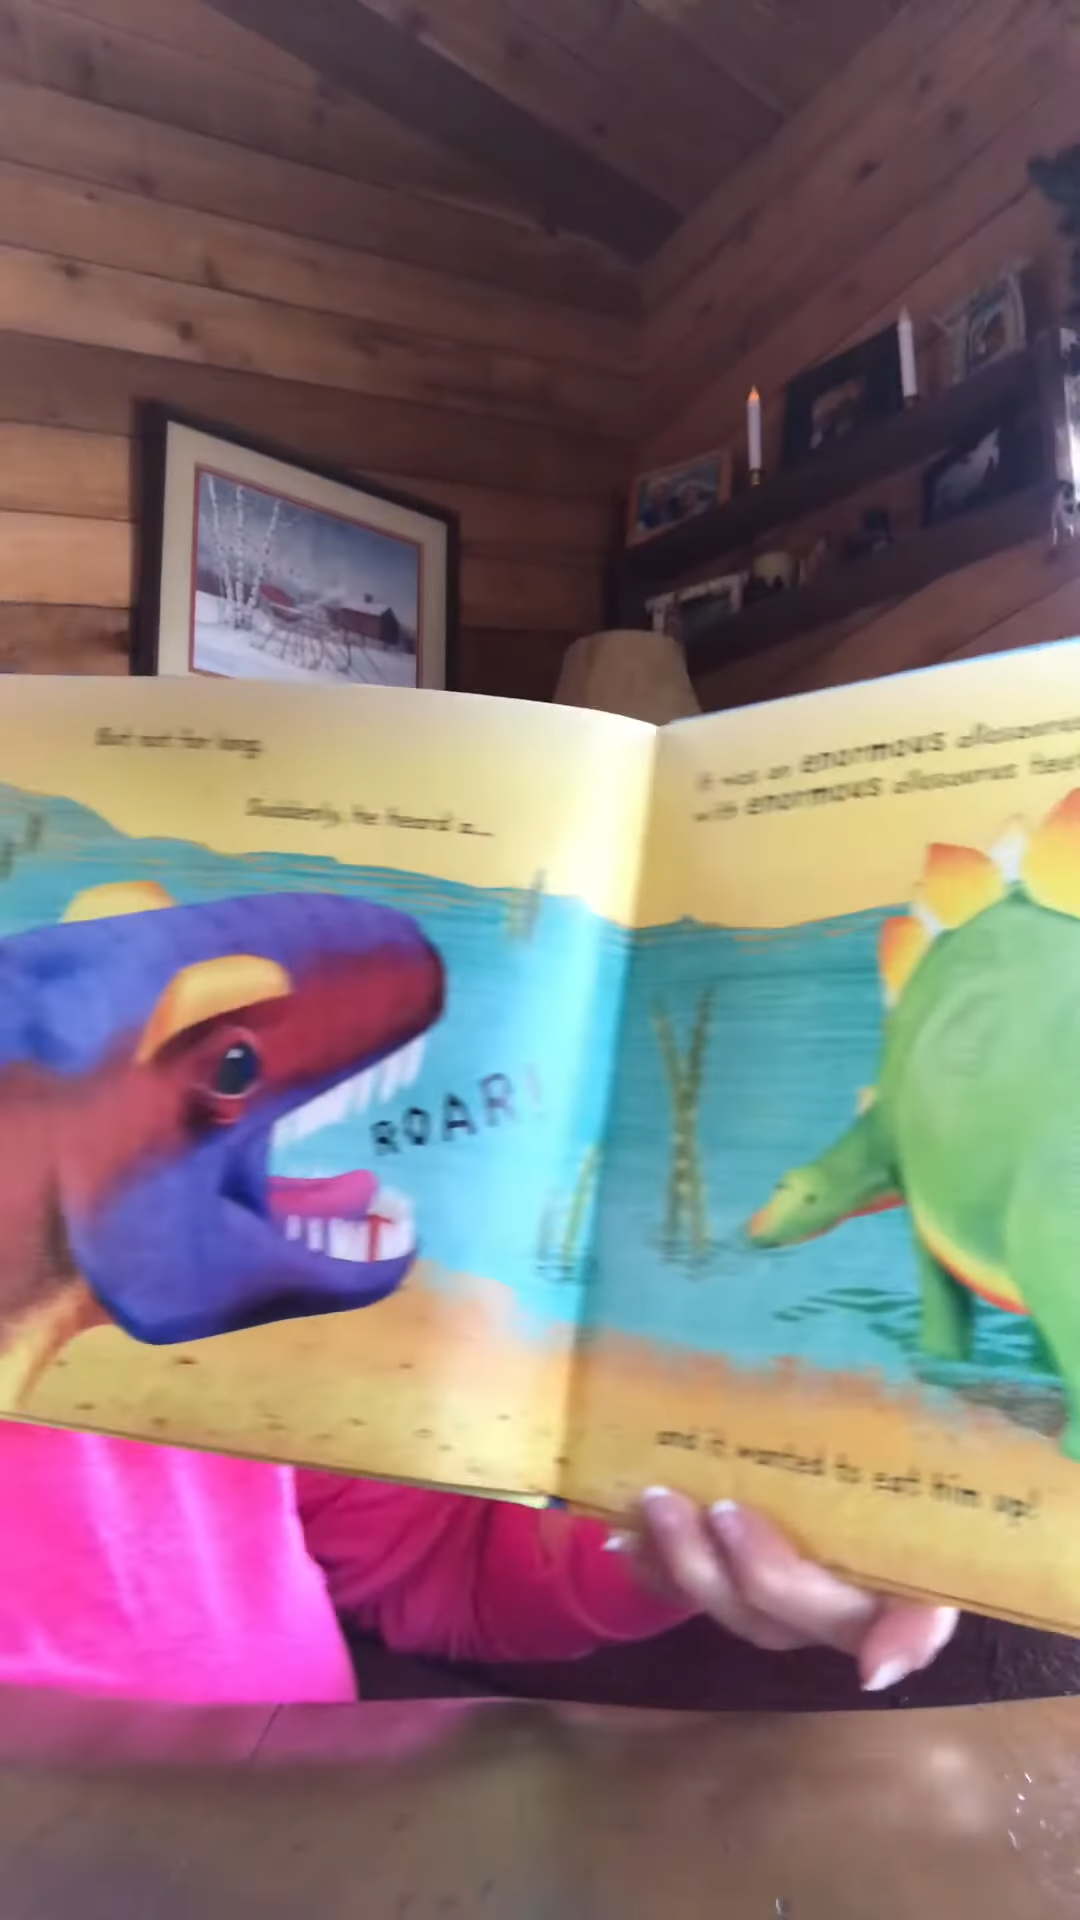 But not for long.
Suddenly, he heard a...
ROAR!
It was an enormous allosaurus
with enormous allosaurus teeth
and it wanted to eat him up!